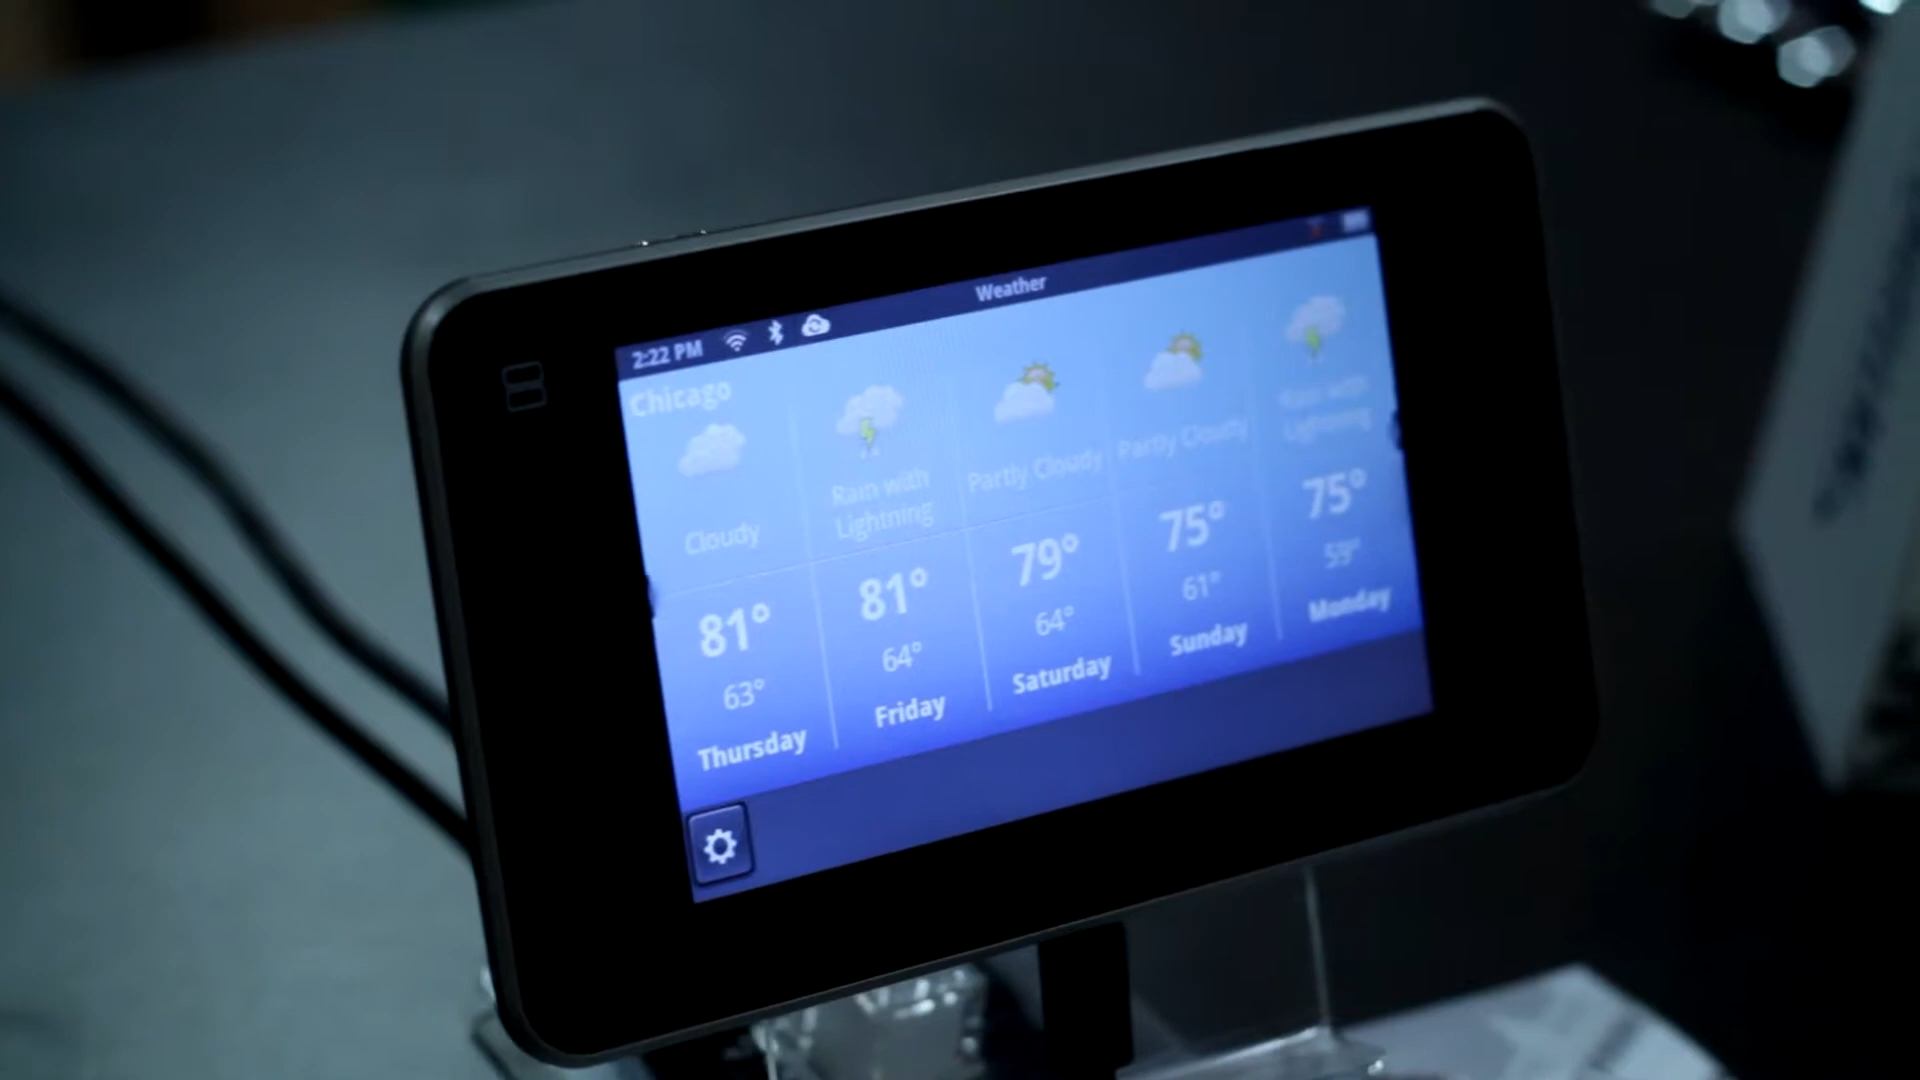 2:22 PM
Weather
Chicago
Cloudy
81°
63°
Thursday
Rain with
Lightning
81°
64°
Friday
Partly Cloudy
79°
64°
Saturday
Partly Cloudy
75°
61°
Sunday
Rain with
Lightning
75°
59°
Monday